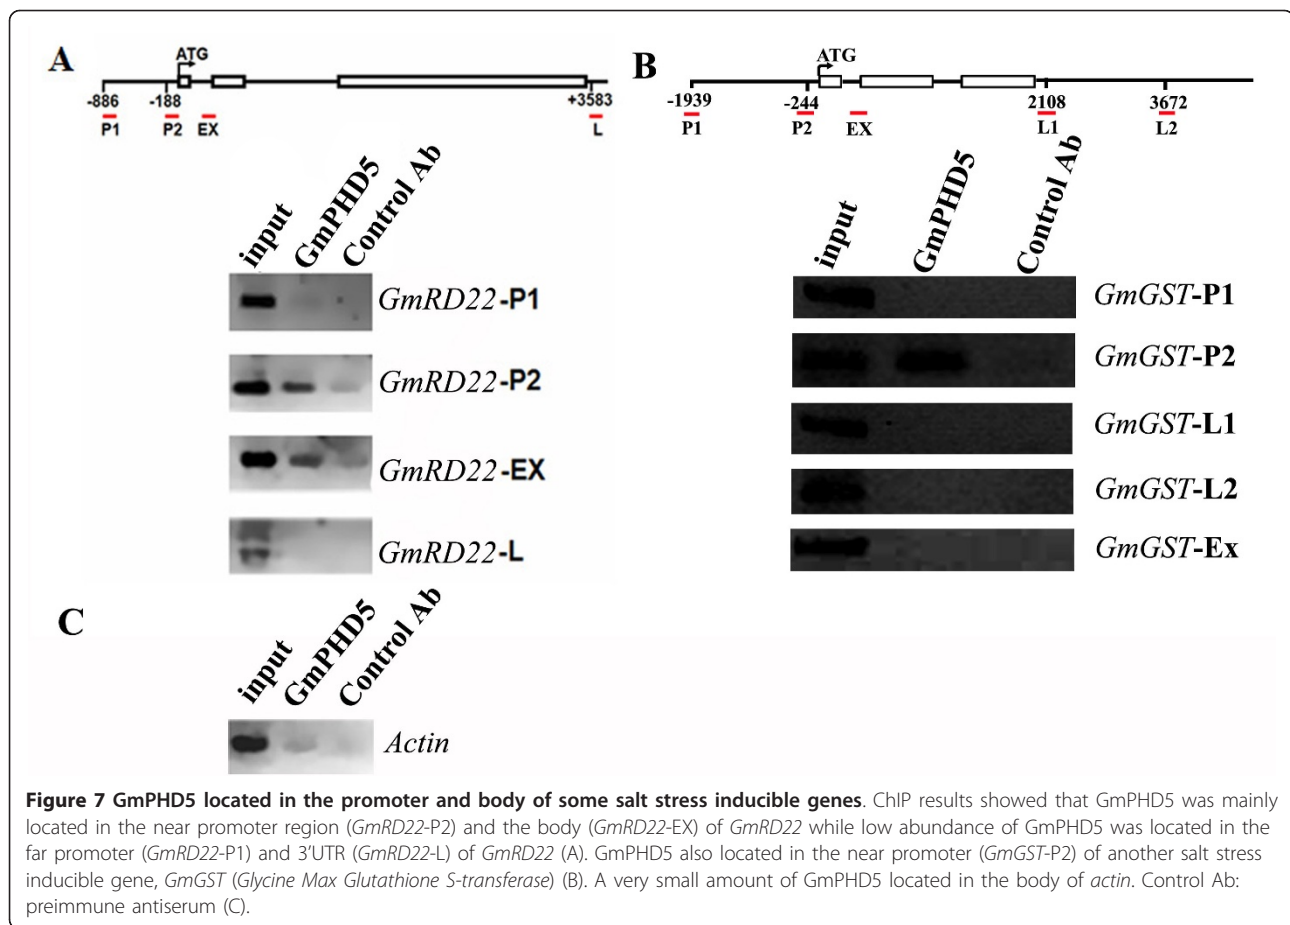 A
ATG
-886
-188
+3583
P1
P2
EX
L
input
GmPHD5
Control Ab
GmRD22-P1
GmRD22-P2
GmRD22-EX
GmRD22-L
B
ATG
-1939
-244
2108
3672
P1
P2
EX
L1
L2
input
GmPHD5
Control Ab
GmGST-P1
GmGST-P2
GmGST-L1
GmGST-L2
GmGST-Ex
C
input
GmPHD5
Control Ab
Actin
Figure 7 GmPHD5 located in the promoter and body of some salt stress inducible genes. ChIP results showed that GmPHD5 was mainly
located in the near promoter region (GmRD22-P2) and the body (GmRD22-EX) of GmRD22 while low abundance of GmPHD5 was located in the
far promoter (GmRD22-P1) and 3'UTR (GmRD22-L) of GmRD22 (A). GmPHD5 also located in the near promoter (GmGST-P2) of another salt stress
inducible gene, GmGST (Glycine Max Glutathione S-transferase) (B). A very small amount of GmPHD5 located in the body of actin. Control Ab:
preimmune antiserum (C).